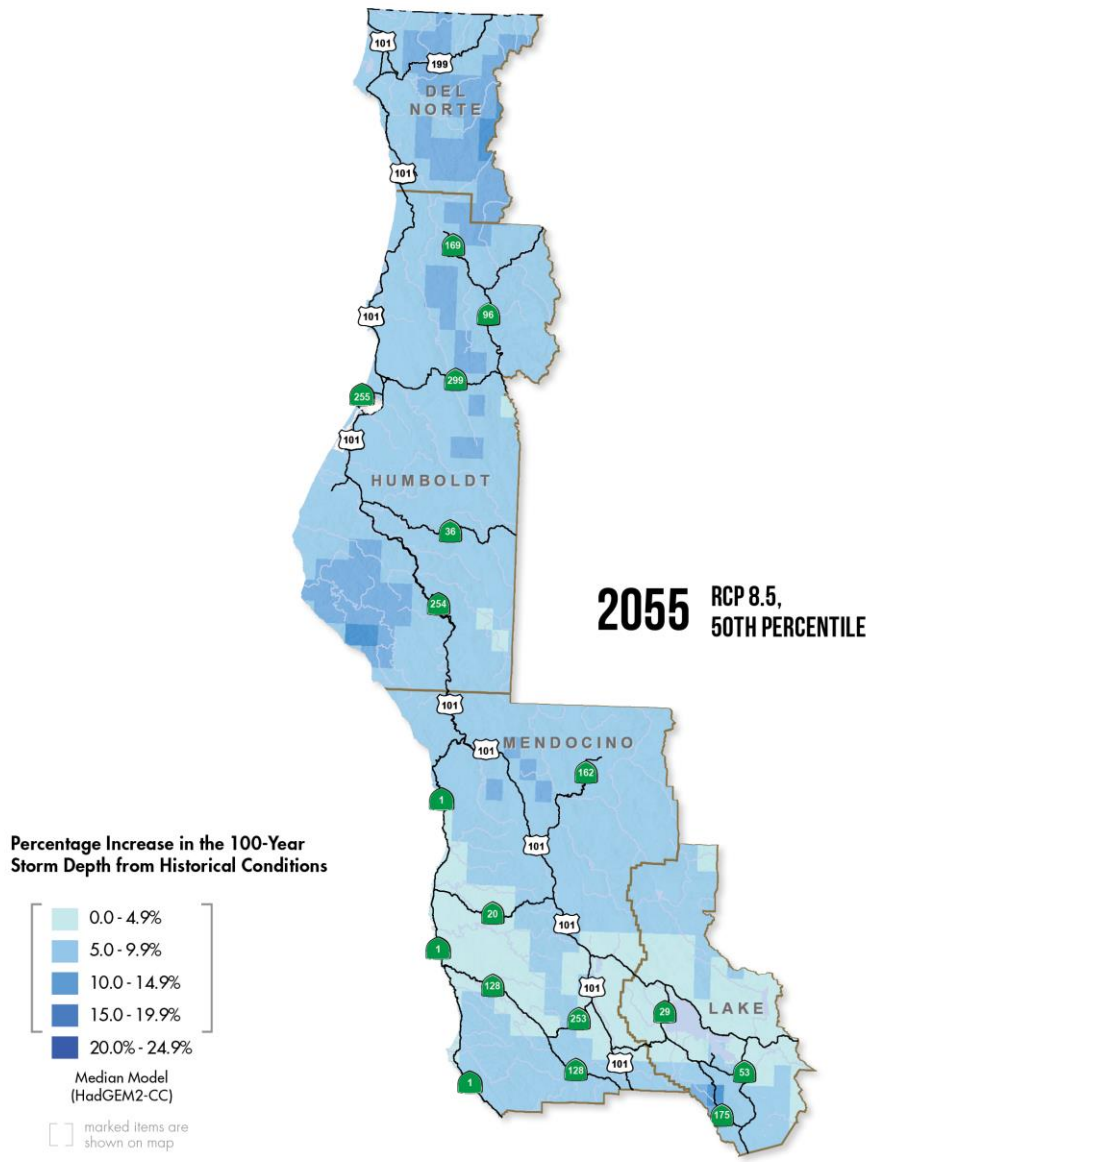 101
199
DEL
NORTE
101
169
101
96
299
255
101
HUMBOLDT
36
254
2055 RCP 8.5,
50TH PERCENTILE
101
101
MENDOCINO
162
1
101
20
101
1
128
101
253
29
LAKE
101
128
53
1
175
Percentage Increase in the 100-Year
Storm Depth from Historical Conditions
0.0 - 4.9%
5.0 - 9.9%
10.0 - 14.9%
15.0 - 19.9%
20.0% - 24.9%
Median Model
(HadGEM2-CC)
marked items are
shown on map